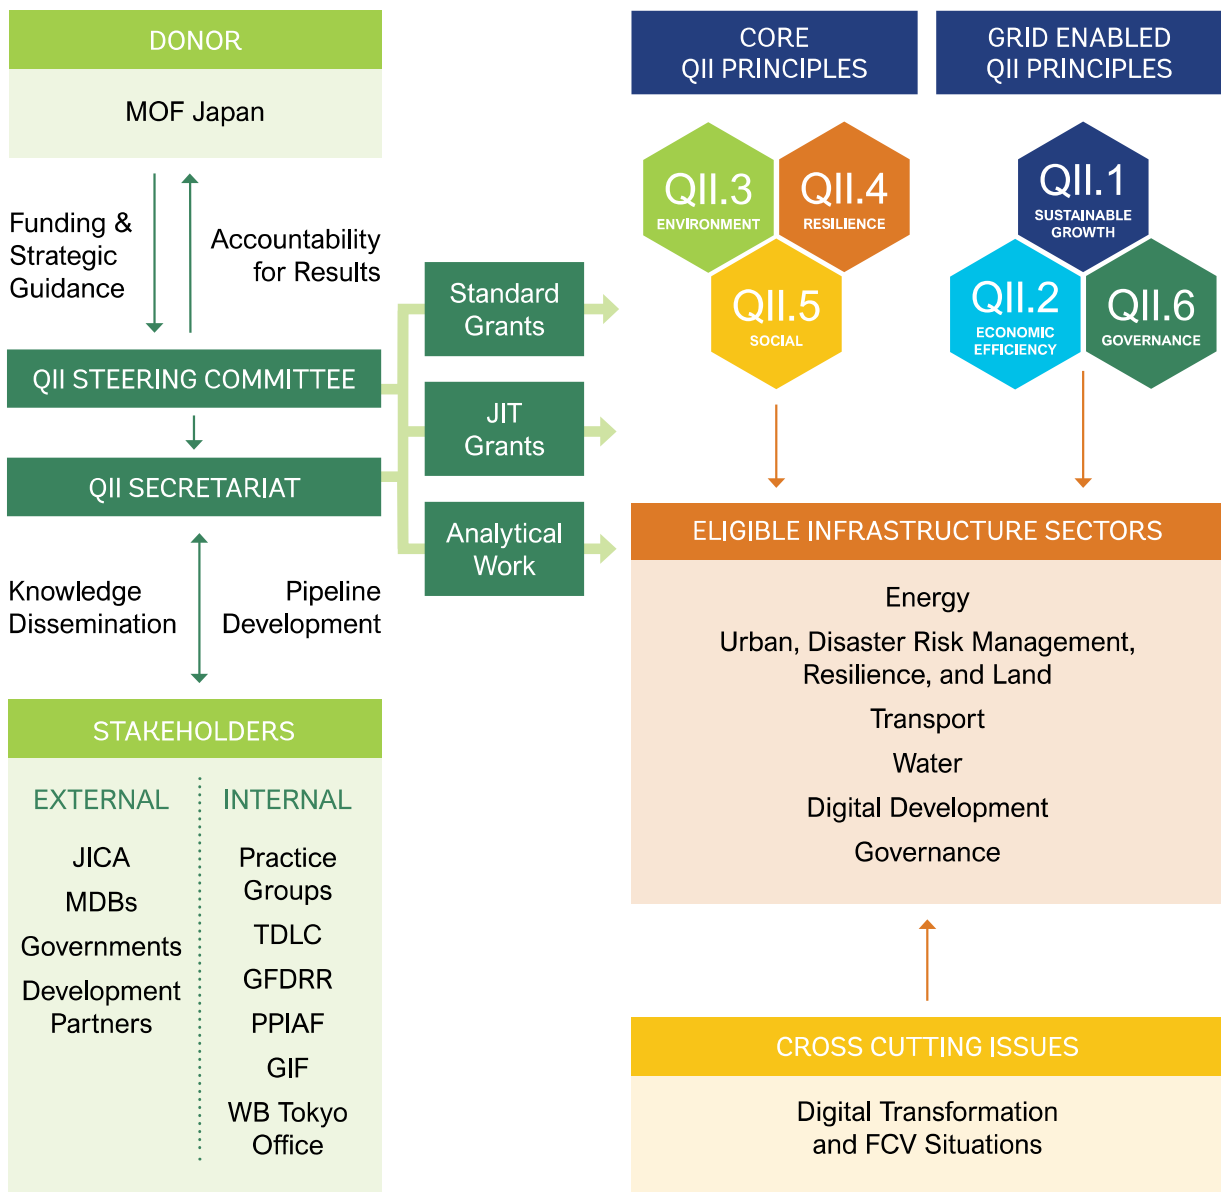 DONOR
MOF Japan
Funding &
Strategic
Guidance
Accountability
for Results
QII STEERING COMMITTEE
QII SECRETARIAT
Knowledge
Dissemination
Pipeline
Development
STAKEHOLDERS
EXTERNAL
JICA
MDBs
Governments
Development
Partners
INTERNAL
Practice
Groups
TDLC
GFDRR
PPIAF
GIF
WB Tokyo
Office
Standard
Grants
JIT
Grants
Analytical
Work
CORE
QII PRINCIPLES
QII.3
ENVIRONMENT
QII.4
RESILIENCE
QII.5
SOCIAL
GRID ENABLED
QII PRINCIPLES
QII.1
SUSTAINABLE
GROWTH
QII.2
ECONOMIC
EFFICIENCY
QII.6
GOVERNANCE
ELIGIBLE INFRASTRUCTURE SECTORS
Energy
Urban, Disaster Risk Management,
Resilience, and Land
Transport
Water
Digital Development
Governance
CROSS CUTTING ISSUES
Digital Transformation
and FCV Situations